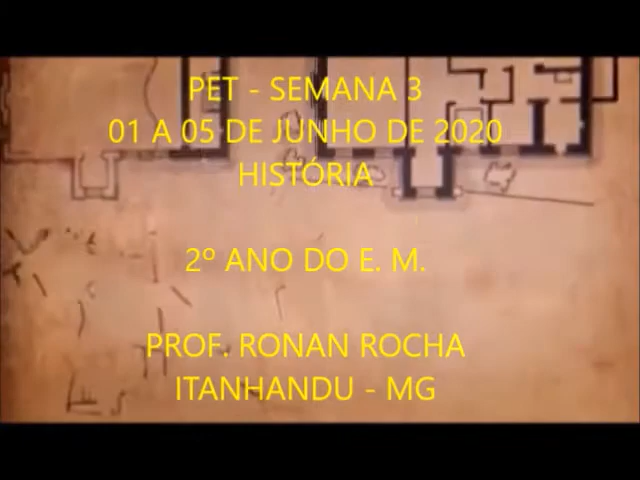 PET - SEMANA 3
01 A 05 DE JUNHO DE 2020
HISTÓRIA
2º ANO DO E. M.
PROF. RONAN ROCHA
ITANHANDU - MG